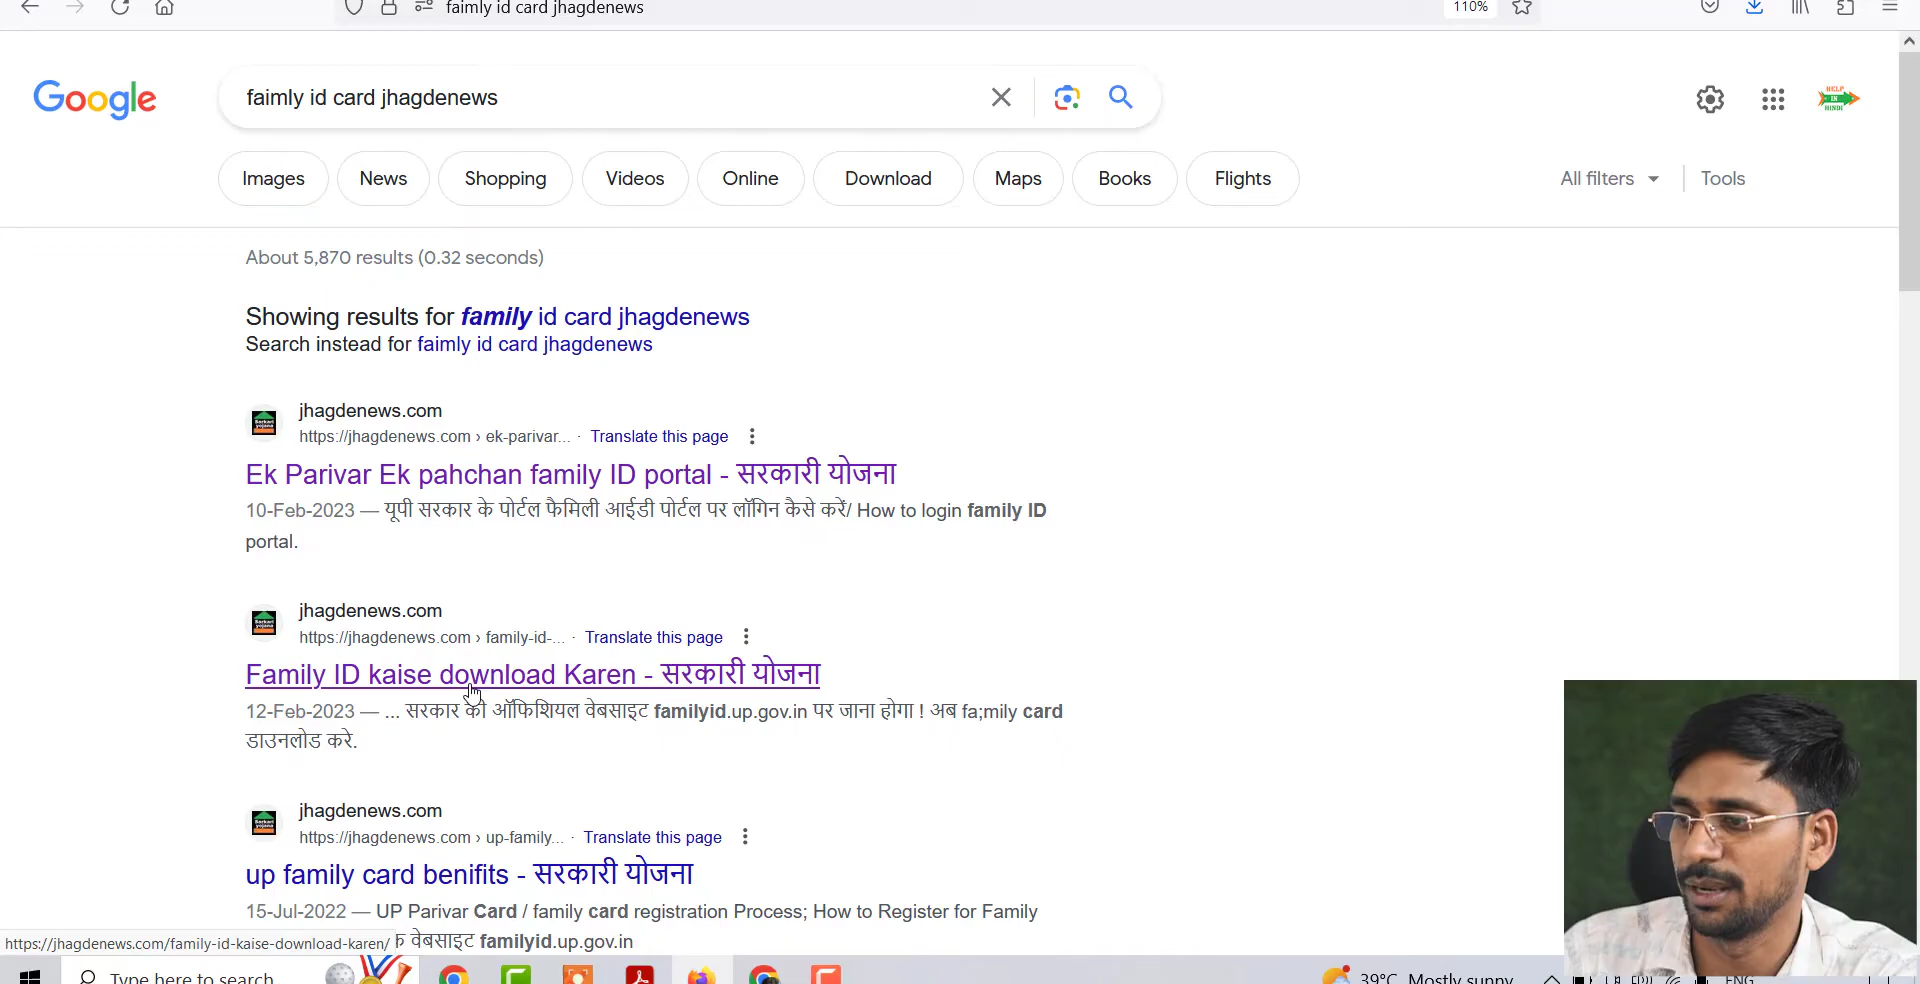 faimly id card jhagdenews
110%
Google
faimly id card jhagdenews
HELP IN HINDI
Images
News
Shopping
Videos
Online
Download
Maps
Books
Flights
All filters
Tools
About 5,870 results (0.32 seconds)
Showing results for family id card jhagdenews
Search instead for faimly id card jhagdenews
jhagdenews.com
https://jhagdenews.com › ek-parivar... · Translate this page
Ek Parivar Ek pahchan family ID portal - सरकारी योजना
10-Feb-2023 — यूपी सरकार के पोर्टल फैमिली आईडी पोर्टल पर लॉगिन कैसे करें/ How to login family ID
portal.
jhagdenews.com
https://jhagdenews.com › family-id-... · Translate this page
Family ID kaise download Karen - सरकारी योजना
12-Feb-2023 — ... सरकार की ऑफिशियल वेबसाइट familyid.up.gov.in पर जाना होगा ! अब fa;mily card
डाउनलोड करे.
jhagdenews.com
https://jhagdenews.com › up-family... · Translate this page
up family card benifits - सरकारी योजना
15-Jul-2022 — UP Parivar Card / family card registration Process; How to Register for Family
वेबसाइट familyid.up.gov.in
https://jhagdenews.com/family-id-kaise-download-karen/
Type here to search
39°C Mostly sunny
ENG